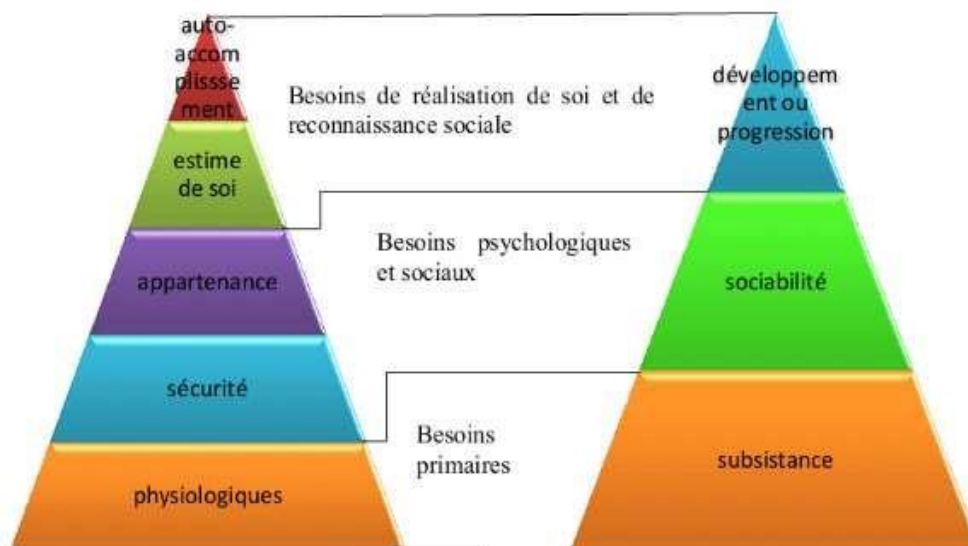 auto-
accom
plissse
ment
estime
de soi
appartenance
sécurité
physiologiques
Besoins de réalisation de soi et de
reconnaissance sociale
Besoins psychologiques
et sociaux
Besoins
primaires
développem
ent ou
progression
sociabilité
subsistance